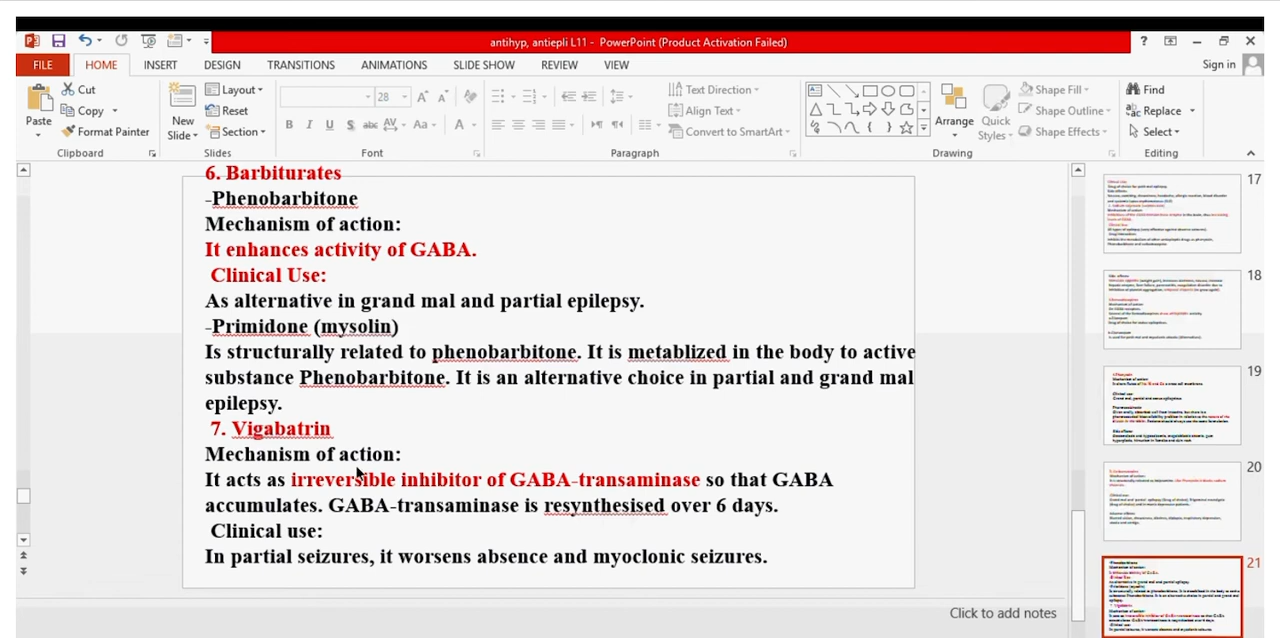 antihyp, antiepli L11 - PowerPoint (Product Activation Failed)
FILE HOME INSERT DESIGN TRANSITIONS ANIMATIONS SLIDE SHOW REVIEW VIEW Sign in
Paste
Cut
Copy
Format Painter
Clipboard
New
Slide
Layout
Reset
Section
Slides
28
B I U S abc AV Aa A
Font
Text Direction
Align Text
Convert to SmartArt
Paragraph
Arrange
Quick
Styles
Shape Fill
Shape Outline
Shape Effects
Drawing
Find
Replace
Select
Editing
6. Barbiturates
-Phenobarbitone
Mechanism of action:
It enhances activity of GABA.
Clinical Use:
As alternative in grand mal and partial epilepsy.
-Primidone (mysolin)
Is structurally related to phenobarbitone. It is metablized in the body to active
substance Phenobarbitone. It is an alternative choice in partial and grand mal
epilepsy.
7. Vigabatrin
Mechanism of action:
It acts as irreversible inhibitor of GABA-transaminase so that GABA
accumulates. GABA-transaminase is resynthesised over 6 days.
Clinical use:
In partial seizures, it worsens absence and myoclonic seizures.
Click to add notes
17
18
19
20
21